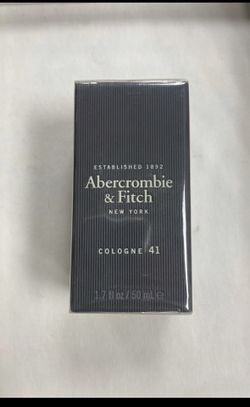 ESTABLISHED 1892
Abercrombie
& Fitch
NEW YORK
COLOGNE 41
1.7 fl oz / 50 mL e